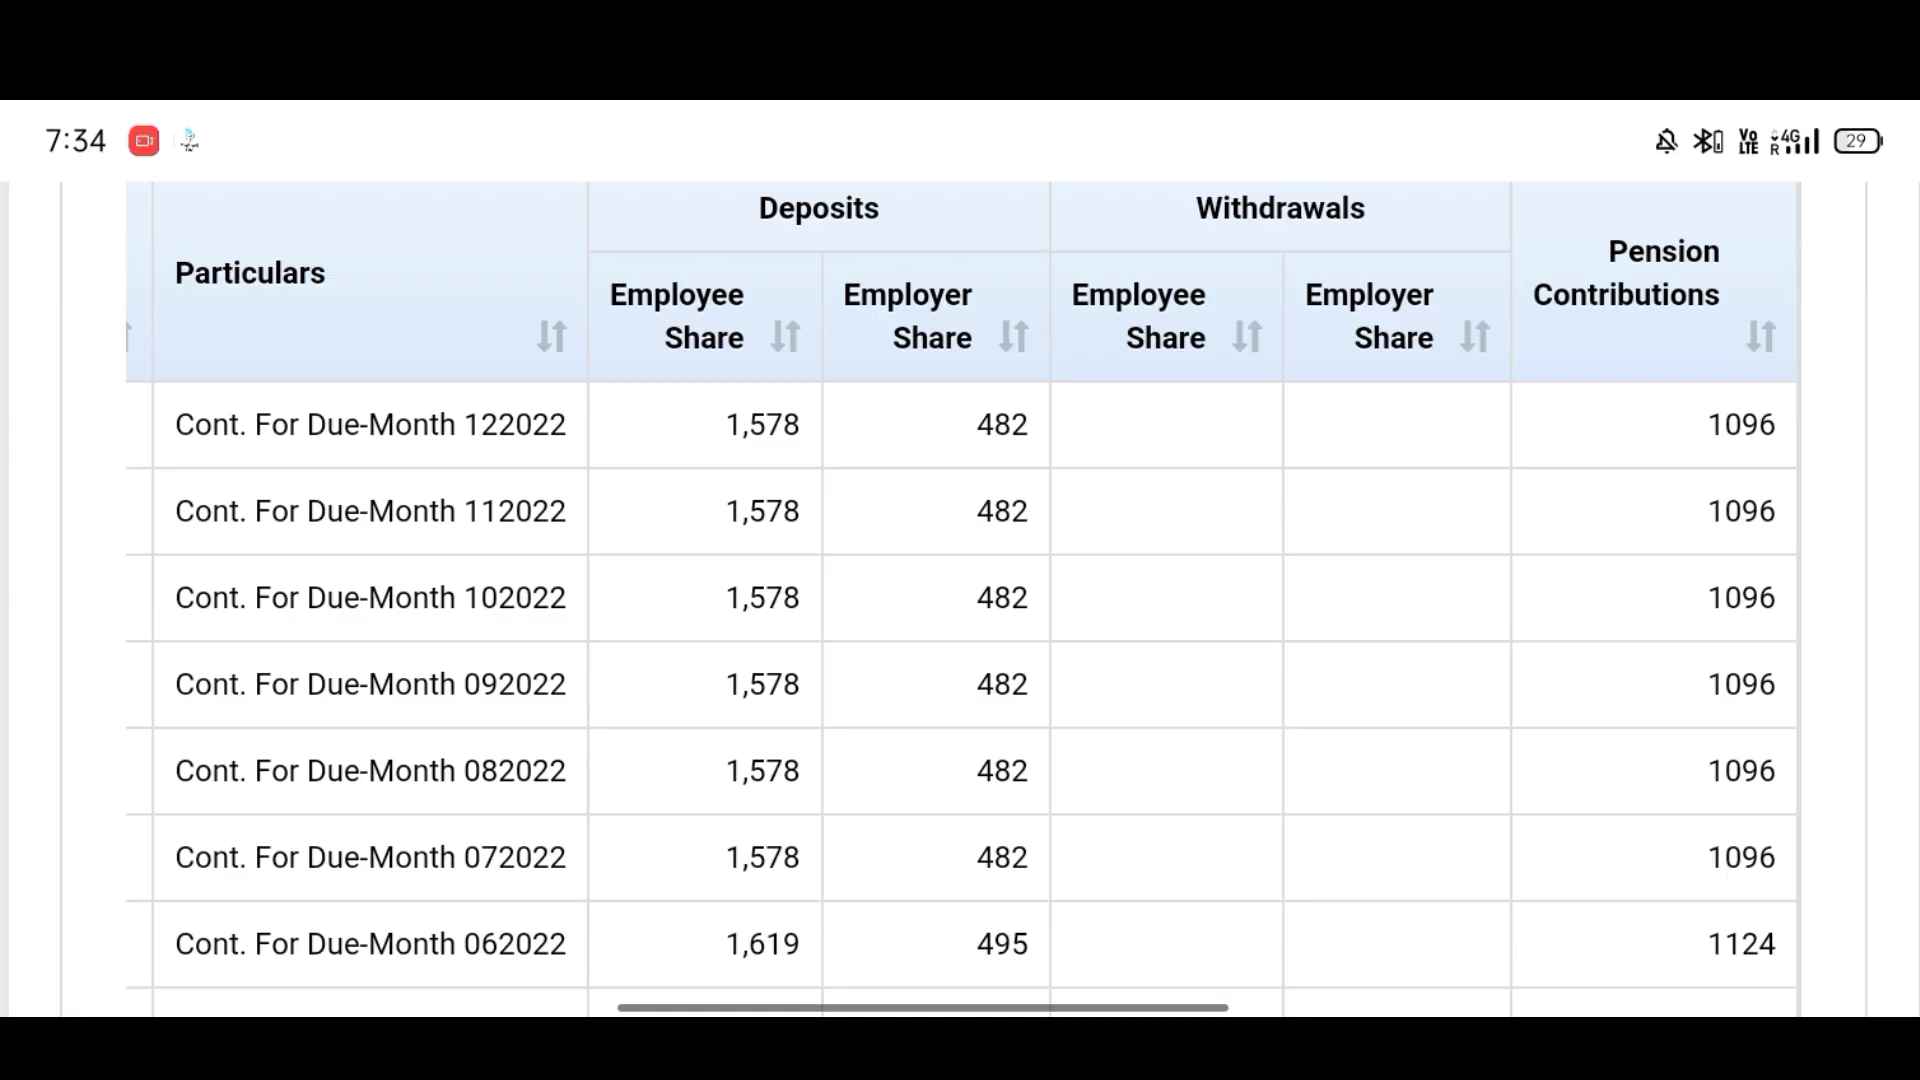 7:34
Vo LTE 4G R 29
Deposits Withdrawals
Particulars Pension Contributions
Employee Share Employer Share Employee Share Employer Share
Cont. For Due-Month 122022 1,578 482 1096
Cont. For Due-Month 112022 1,578 482 1096
Cont. For Due-Month 102022 1,578 482 1096
Cont. For Due-Month 092022 1,578 482 1096
Cont. For Due-Month 082022 1,578 482 1096
Cont. For Due-Month 072022 1,578 482 1096
Cont. For Due-Month 062022 1,619 495 1124